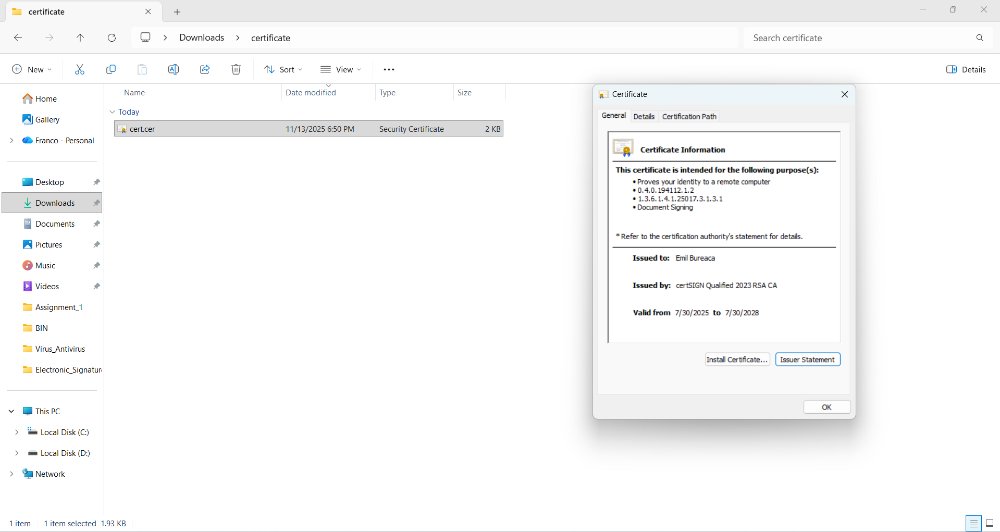 certificate
Downloads > certificate
Search certificate
New
Sort
View
Details
Name
Date modified
Type
Size
Today
cert.cer 11/13/2025 6:50 PM Security Certificate 2 KB
Home
Gallery
Franco - Personal
Desktop
Downloads
Documents
Pictures
Music
Videos
Assignment_1
BIN
Virus_Antivirus
Electronic_Signatur
This PC
Local Disk (C:)
Local Disk (D:)
Network
1 item
1 item selected 1.93 KB
Certificate
General
Details
Certification Path
Certificate Information
This certificate is intended for the following purpose(s):
• Proves your identity to a remote computer
• 0.4.0.194112.1.2
• 1.3.6.1.4.1.25017.3.1.3.1
• Document Signing
* Refer to the certification authority's statement for details.
Issued to: Emil Bureaca
Issued by: certSIGN Qualified 2023 RSA CA
Valid from 7/30/2025 to 7/30/2028
Install Certificate...
Issuer Statement
OK